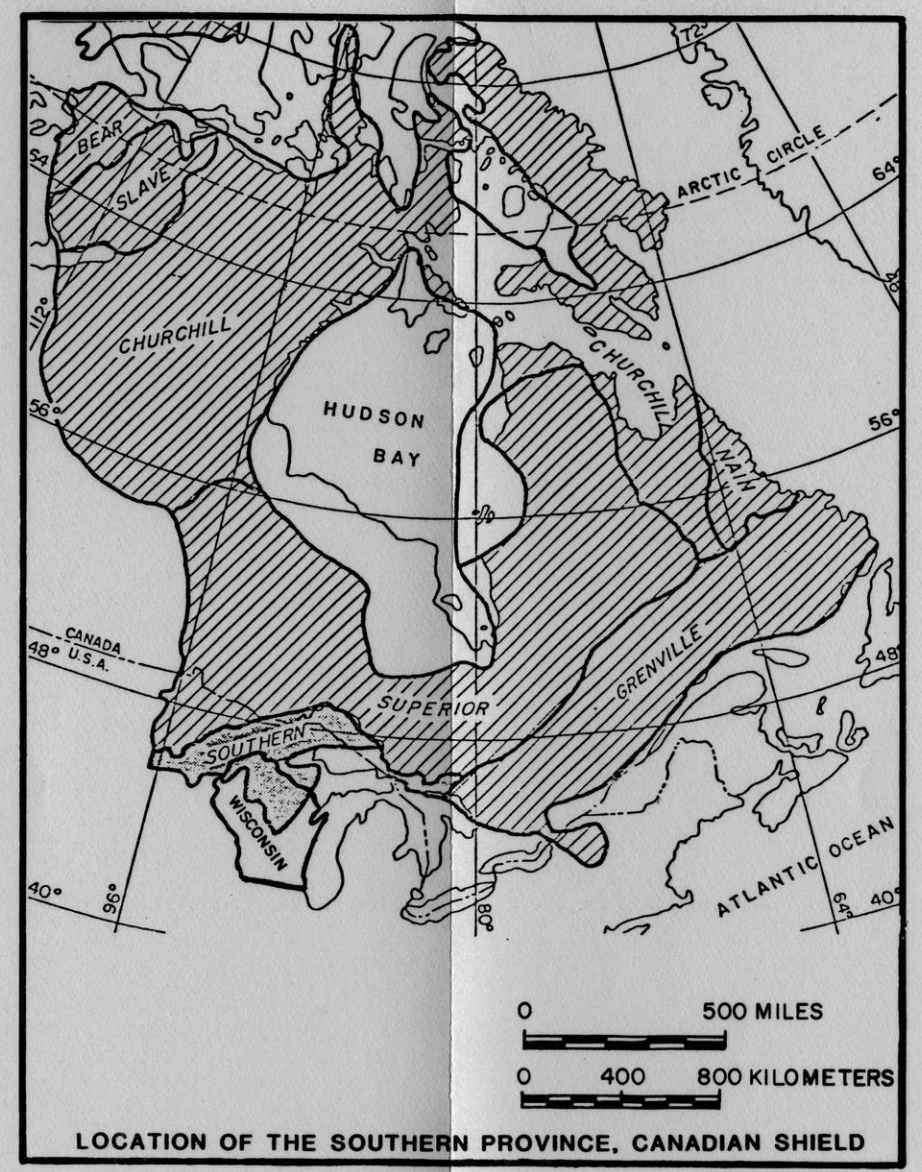 72°
BEAR
ARCTIC CIRCLE
64
64°
SLAVE
48
112°
CHURCHILL
CHURCHILL
56°
HUDSON
BAY
56°
NAIN
CANADA
U.S.A.
48°
48°
GRENVILLE
SUPERIOR
SOUTHERN
WISCONSIN
ATLANTIC OCEAN
40°
96°
80°
64°
40°
0 500 MILES
0 400 800 KILOMETERS
LOCATION OF THE SOUTHERN PROVINCE, CANADIAN SHIELD